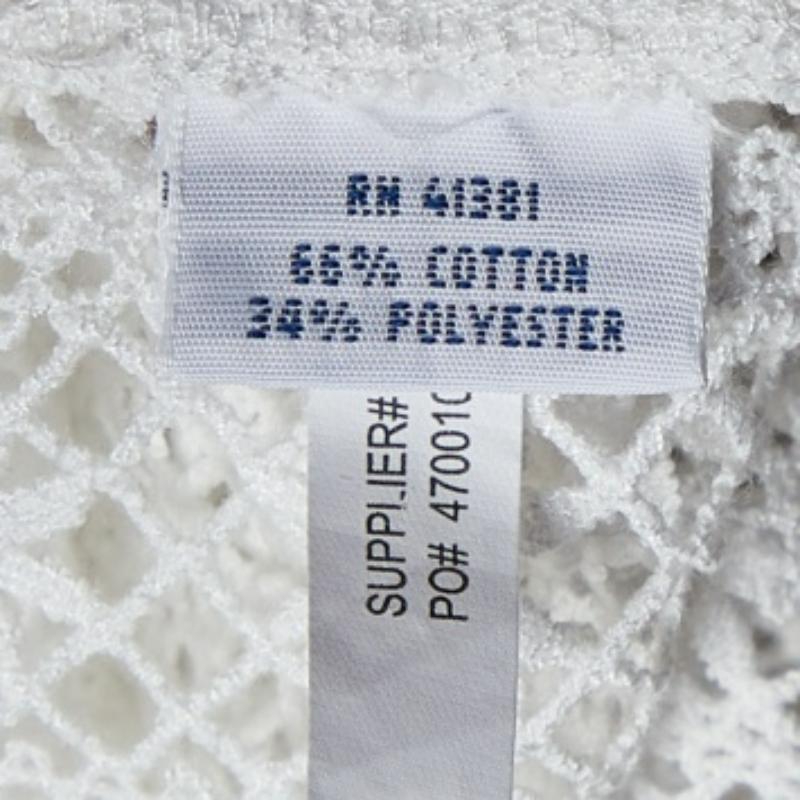 RN 41381
66% COTTON
34% POLYESTER
SUPPLIER#
PO# 47001